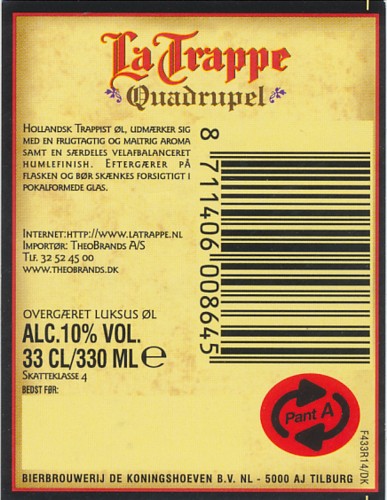 La Trappe
Quadrupel
HOLLANDSK TRAPPIST ØL, UDMÆRKER SIG
MED EN FRUGTAGTIG OG MALTRIG AROMA
SAMT EN SÆRDELES VELAFBALANCERET
HUMLEFINISH. EFTERGÆRER PÅ
FLASKEN OG BØR SKÆNKES FORSIGTIGT I
POKALFORMEDE GLAS.
INTERNET:HTTP://WWW.LATRAPPE.NL
IMPORTØR: THEOBRANDS A/S
TLF. 32 52 45 00
WWW.THEOBRANDS.DK
8 711406 008645
OVERGÆRET LUKSUS ØL
ALC.10% VOL.
33 CL/330 ML e
SKATTEKLASSE 4
BEDST FØR:
Pant A
F433R14/DK
BIERBROUWERIJ DE KONINGSHOEVEN B.V. NL - 5000 AJ TILBURG